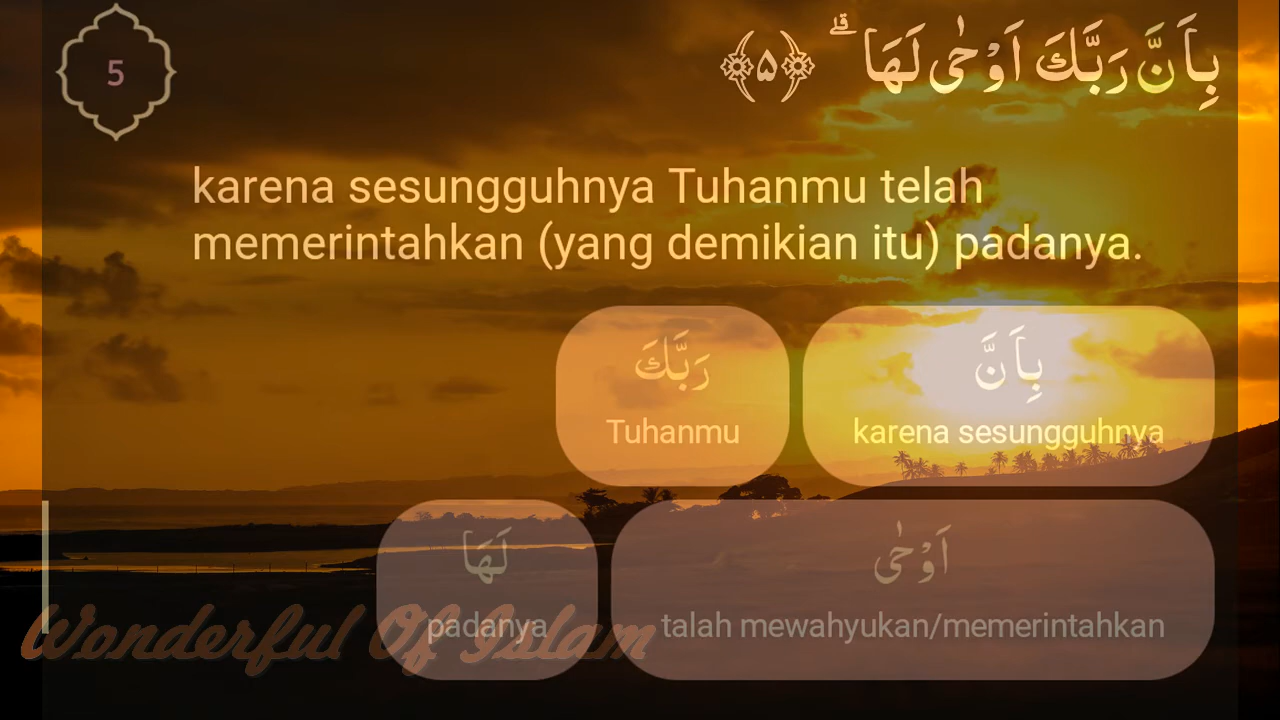 5
بِاَنَّ رَبَّكَ اَوْحٰى لَهَا ۗ ﴿۵﴾
karena sesungguhnya Tuhanmu telah
memerintahkan (yang demikian itu) padanya.
بِاَنَّ
karena sesungguhnya
رَبَّكَ
Tuhanmu
اَوْحٰى
talah mewahyukan/memerintahkan
لَهَا
padanya
Wonderful Of Islam